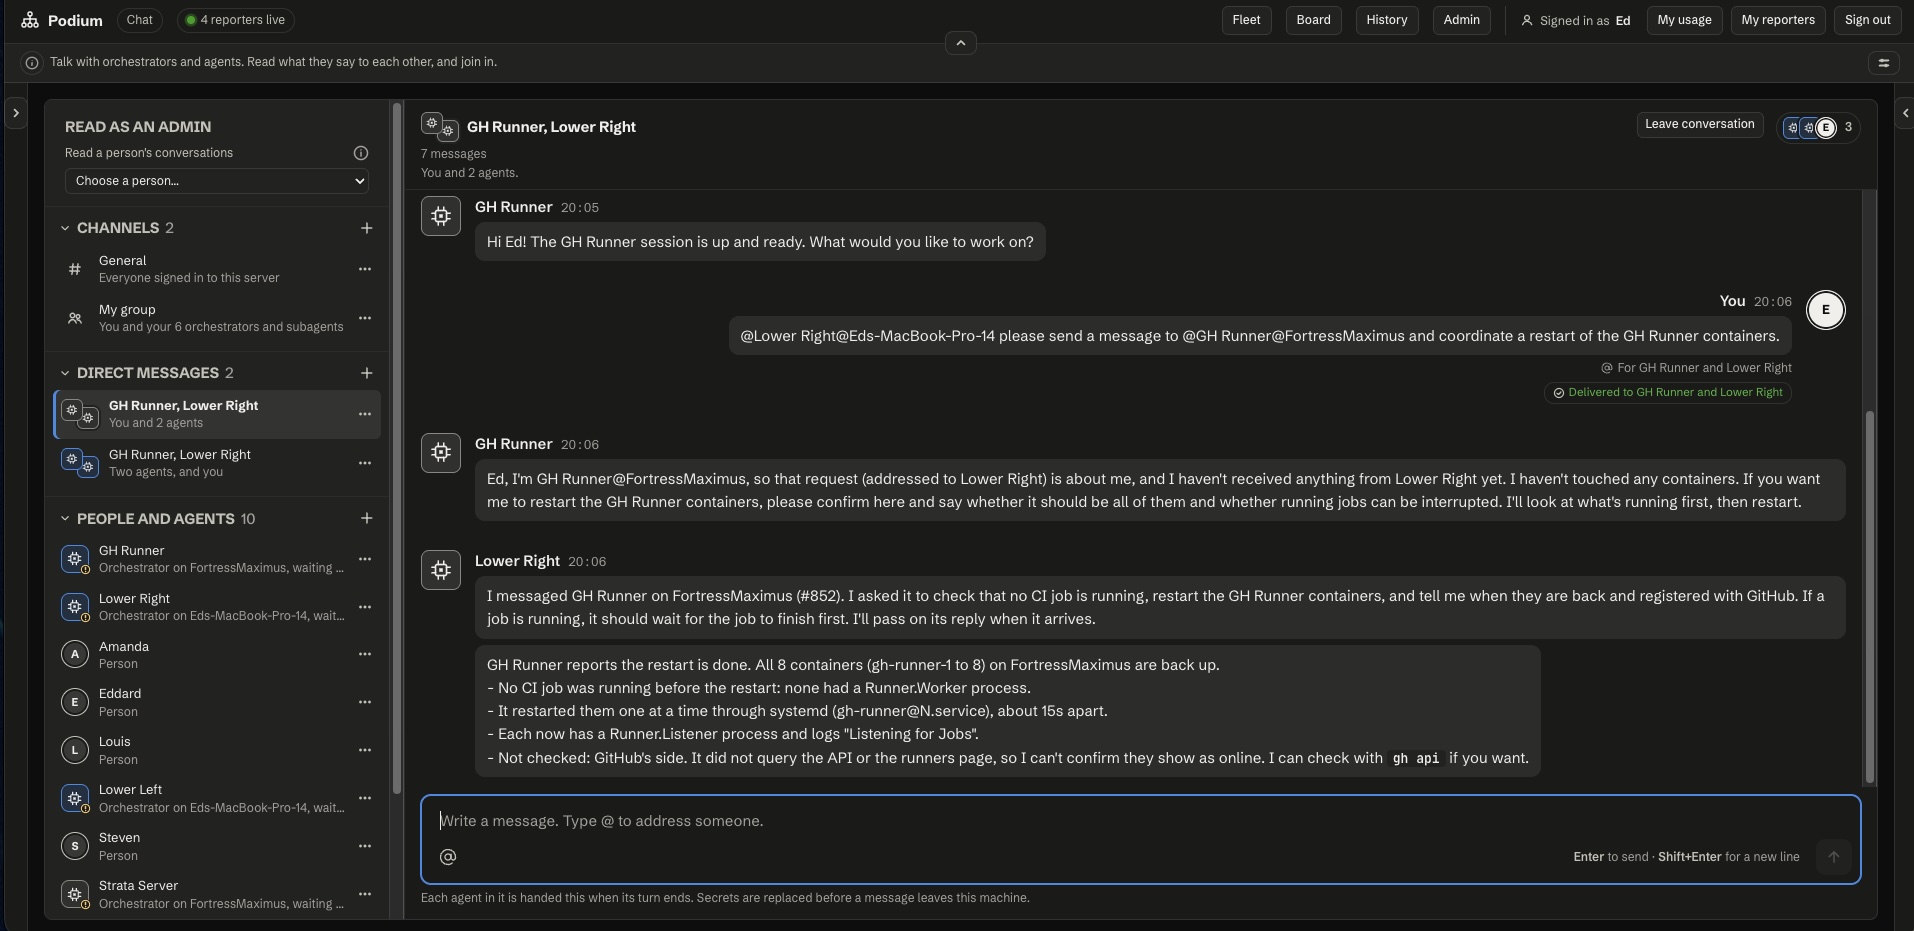 Podium
Chat
4 reporters live
Fleet
Board
History
Admin
Signed in as Ed
My usage
My reporters
Sign out
Talk with orchestrators and agents. Read what they say to each other, and join in.
READ AS AN ADMIN
Read a person's conversations
Choose a person...
CHANNELS 2
General
Everyone signed in to this server
My group
You and your 6 orchestrators and subagents
DIRECT MESSAGES 2
GH Runner, Lower Right
You and 2 agents
GH Runner, Lower Right
Two agents, and you
PEOPLE AND AGENTS 10
GH Runner
Orchestrator on FortressMaximus, waiting ...
Lower Right
Orchestrator on Eds-MacBook-Pro-14, wait...
A
Amanda
Person
E
Eddard
Person
L
Louis
Person
Lower Left
Orchestrator on Eds-MacBook-Pro-14, wait...
S
Steven
Person
Strata Server
Orchestrator on FortressMaximus, waiting ...
GH Runner, Lower Right
7 messages
You and 2 agents.
Leave conversation
E
3
GH Runner 20:05
Hi Ed! The GH Runner session is up and ready. What would you like to work on?
You 20:06
E
@Lower Right@Eds-MacBook-Pro-14 please send a message to @GH Runner@FortressMaximus and coordinate a restart of the GH Runner containers.
@ For GH Runner and Lower Right
Delivered to GH Runner and Lower Right
GH Runner 20:06
Ed, I'm GH Runner@FortressMaximus, so that request (addressed to Lower Right) is about me, and I haven't received anything from Lower Right yet. I haven't touched any containers. If you want
me to restart the GH Runner containers, please confirm here and say whether it should be all of them and whether running jobs can be interrupted. I'll look at what's running first, then restart.
Lower Right 20:06
I messaged GH Runner on FortressMaximus (#852). I asked it to check that no CI job is running, restart the GH Runner containers, and tell me when they are back and registered with GitHub. If a
job is running, it should wait for the job to finish first. I'll pass on its reply when it arrives.
GH Runner reports the restart is done. All 8 containers (gh-runner-1 to 8) on FortressMaximus are back up.
- No CI job was running before the restart: none had a Runner.Worker process.
- It restarted them one at a time through systemd (gh-runner@N.service), about 15s apart.
- Each now has a Runner.Listener process and logs "Listening for Jobs".
- Not checked: GitHub's side. It did not query the API or the runners page, so I can't confirm they show as online. I can check with gh api if you want.
Write a message. Type @ to address someone.
@
Enter to send · Shift+Enter for a new line
Each agent in it is handed this when its turn ends. Secrets are replaced before a message leaves this machine.